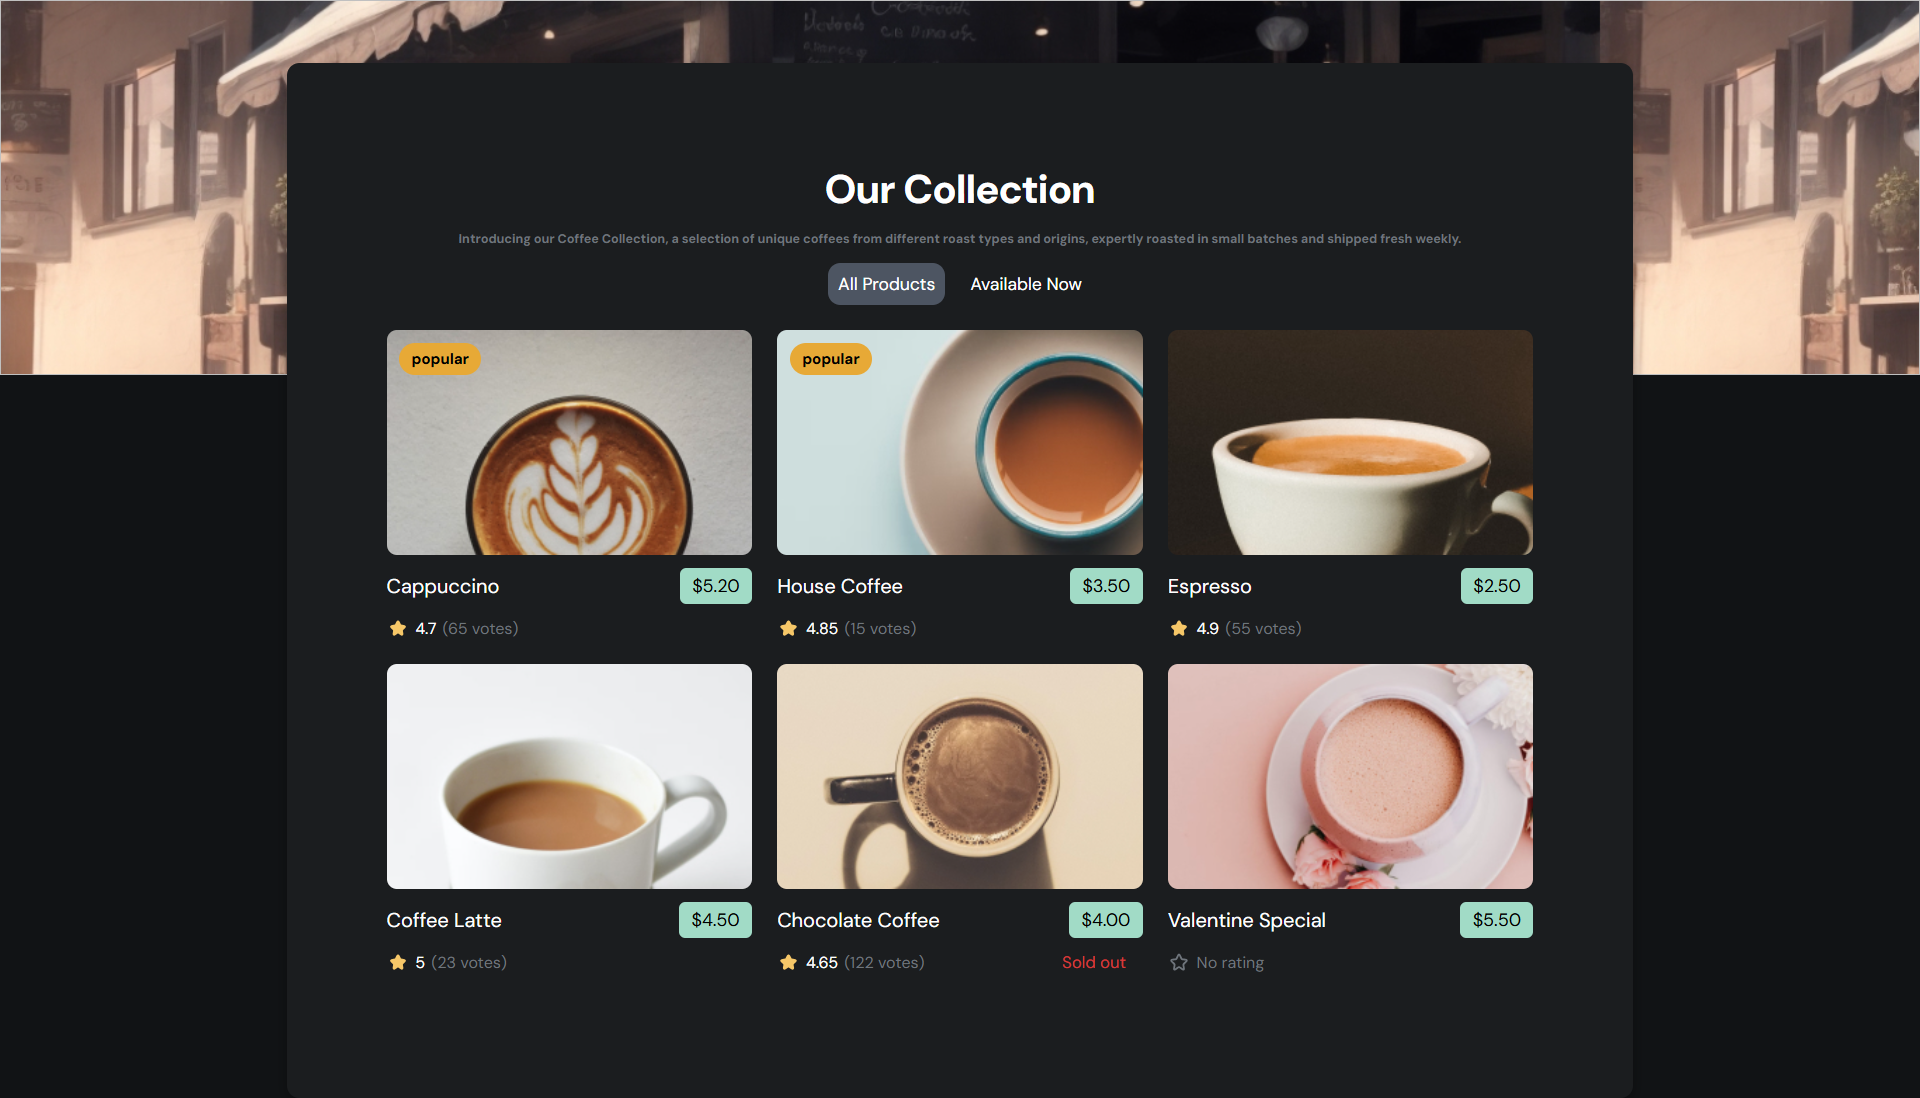 Our Collection
Introducing our Coffee Collection, a selection of unique coffees from different roast types and origins, expertly roasted in small batches and shipped fresh weekly.
All Products
Available Now
popular
popular
Cappuccino $5.20
House Coffee $3.50
Espresso $2.50
4.7 (65 votes)
4.85 (15 votes)
4.9 (55 votes)
Coffee Latte $4.50
Chocolate Coffee $4.00
Valentine Special $5.50
5 (23 votes)
4.65 (122 votes) Sold out
No rating